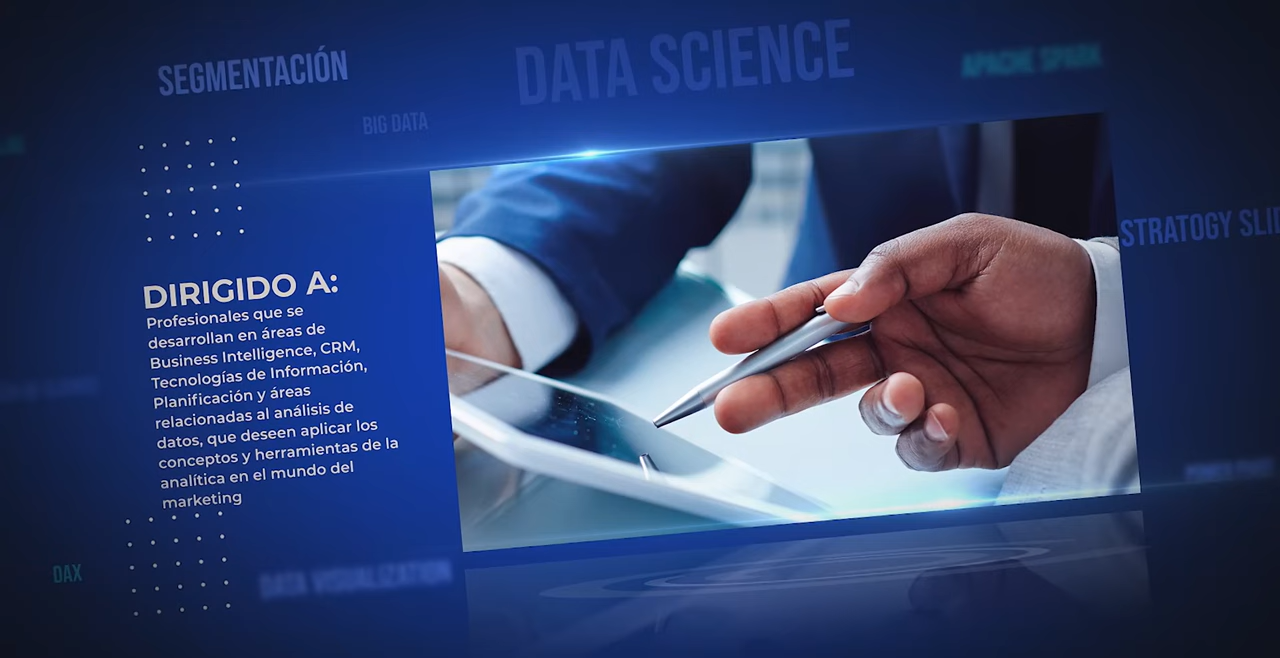 DATA SCIENCE
SEGMENTACIÓN
APACHE SPARK
BIG DATA
STRATOGY SLI
DIRIGIDO A:
Profesionales que se
desarrollan en áreas de
Business Intelligence, CRM,
Tecnologías de Información,
Planificación y áreas
relacionadas al análisis de
datos, que deseen aplicar los
conceptos y herramientas de la
analítica en el mundo del
marketing
DAX
DATA VISUALIZATION